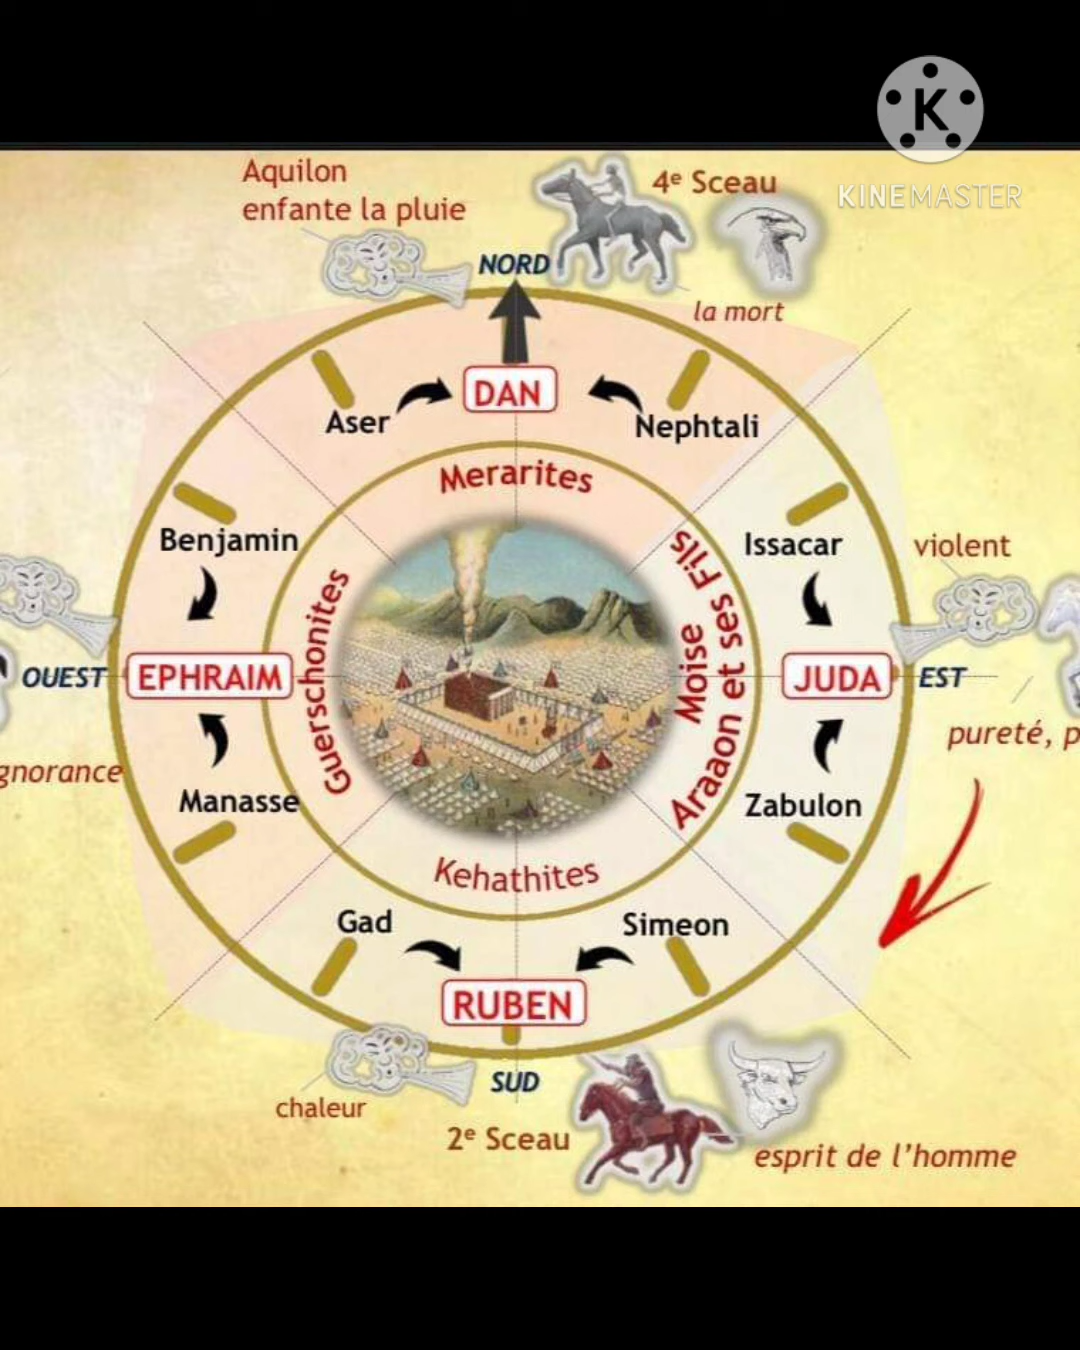 K
KINEMASTER
Aquilon
enfante la pluie
4e Sceau
NORD
la mort
DAN
Aser
Nephtali
Merarites
Benjamin
Issacar
violent
Guerschonites
Moise
Araaon et ses Fils
OUEST
EPHRAIM
JUDA
EST
pureté, p
gnorance
Manasse
Zabulon
Kehathites
Gad
Simeon
RUBEN
SUD
chaleur
2e Sceau
esprit de l'homme